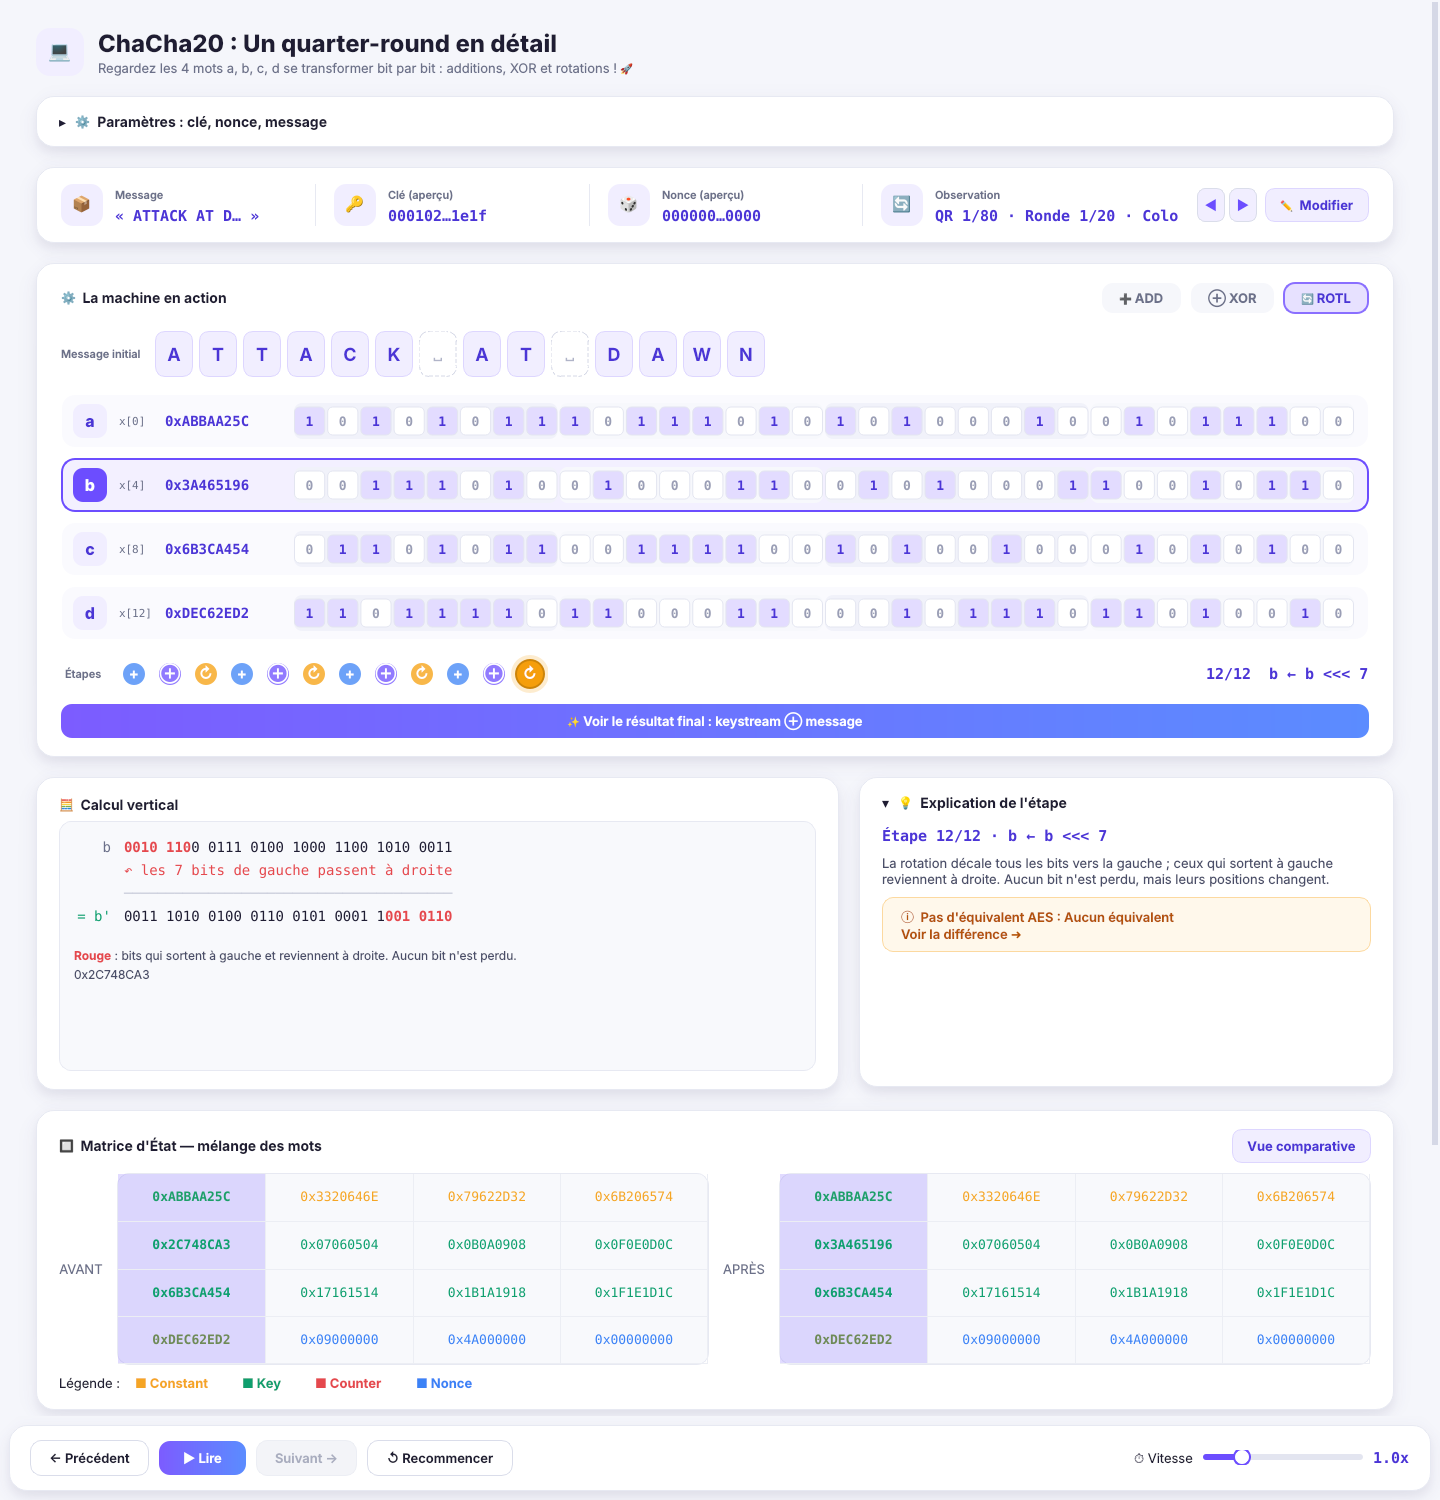 💻 ChaCha20 : Un quarter-round en détail
Regardez les 4 mots a, b, c, d se transformer bit par bit : additions, XOR et rotations ! 🚀
▸ ⚙️ Paramètres : clé, nonce, message
Message
« ATTACK AT D… »
Clé (aperçu)
000102…1e1f
Nonce (aperçu)
000000…0000
Observation
QR 1/80 · Ronde 1/20 · Colo
◀ ▶ ✏️ Modifier
⚙️ La machine en action
➕ ADD ⊕ XOR 🔄 ROTL
Message initial A T T A C K ␣ A T ␣ D A W N
a x[0] 0xABBAA25C 1 0 1 0 1 0 1 1 1 0 1 1 1 0 1 0 1 0 1 0 0 0 1 0 0 1 0 1 1 1 0 0
b x[4] 0x3A465196 0 0 1 1 1 0 1 0 0 1 0 0 0 1 1 0 0 1 0 1 0 0 0 1 1 0 0 1 0 1 1 0
c x[8] 0x6B3CA454 0 1 1 0 1 0 1 1 0 0 1 1 1 1 0 0 1 0 1 0 0 1 0 0 0 1 0 1 0 1 0 0
d x[12] 0xDEC62ED2 1 1 0 1 1 1 1 0 1 1 0 0 0 1 1 0 0 0 1 0 1 1 1 0 1 1 0 1 0 0 1 0
Étapes + ⊕ ↻ + ⊕ ↻ + ⊕ ↻ + ⊕ ↻ 12/12 b ← b <<< 7
✨ Voir le résultat final : keystream ⊕ message
🧮 Calcul vertical
b 0010 1100 0111 0100 1000 1100 1010 0011
↶ les 7 bits de gauche passent à droite
= b' 0011 1010 0100 0110 0101 0001 1001 0110
Rouge : bits qui sortent à gauche et reviennent à droite. Aucun bit n'est perdu.
0x2C748CA3
▾ 💡 Explication de l'étape
Étape 12/12 · b ← b <<< 7
La rotation décale tous les bits vers la gauche ; ceux qui sortent à gauche
reviennent à droite. Aucun bit n'est perdu, mais leurs positions changent.
ⓘ Pas d'équivalent AES : Aucun équivalent
Voir la différence ➔
🔲 Matrice d'État — mélange des mots
Vue comparative
AVANT
0xABBAA25C 0x3320646E 0x79622D32 0x6B206574
0x2C748CA3 0x07060504 0x0B0A0908 0x0F0E0D0C
0x6B3CA454 0x17161514 0x1B1A1918 0x1F1E1D1C
0xDEC62ED2 0x09000000 0x4A000000 0x00000000
APRÈS
0xABBAA25C 0x3320646E 0x79622D32 0x6B206574
0x3A465196 0x07060504 0x0B0A0908 0x0F0E0D0C
0x6B3CA454 0x17161514 0x1B1A1918 0x1F1E1D1C
0xDEC62ED2 0x09000000 0x4A000000 0x00000000
Légende : ■ Constant ■ Key ■ Counter ■ Nonce
← Précédent ▶ Lire Suivant → ↺ Recommencer ⏱ Vitesse 1.0x